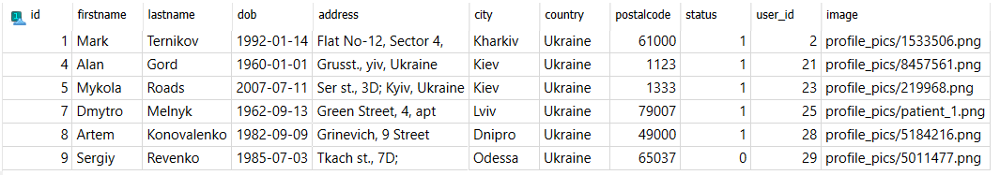 id firstname lastname dob address city country postalcode status user_id image
1 Mark Ternikov 1992-01-14 Flat No-12, Sector 4, Kharkiv Ukraine 61000 1 2 profile_pics/1533506.png
4 Alan Gord 1960-01-01 Grusst., yiv, Ukraine Kiev Ukraine 1123 1 21 profile_pics/8457561.png
5 Mykola Roads 2007-07-11 Ser st., 3D; Kyiv, Ukraine Kiev Ukraine 1333 1 23 profile_pics/219968.png
7 Dmytro Melnyk 1962-09-13 Green Street, 4, apt Lviv Ukraine 79007 1 25 profile_pics/patient_1.png
8 Artem Konovalenko 1982-09-09 Grinevich, 9 Street Dnipro Ukraine 49000 1 28 profile_pics/5184216.png
9 Sergiy Revenko 1985-07-03 Tkach st., 7D; Odessa Ukraine 65037 0 29 profile_pics/5011477.png